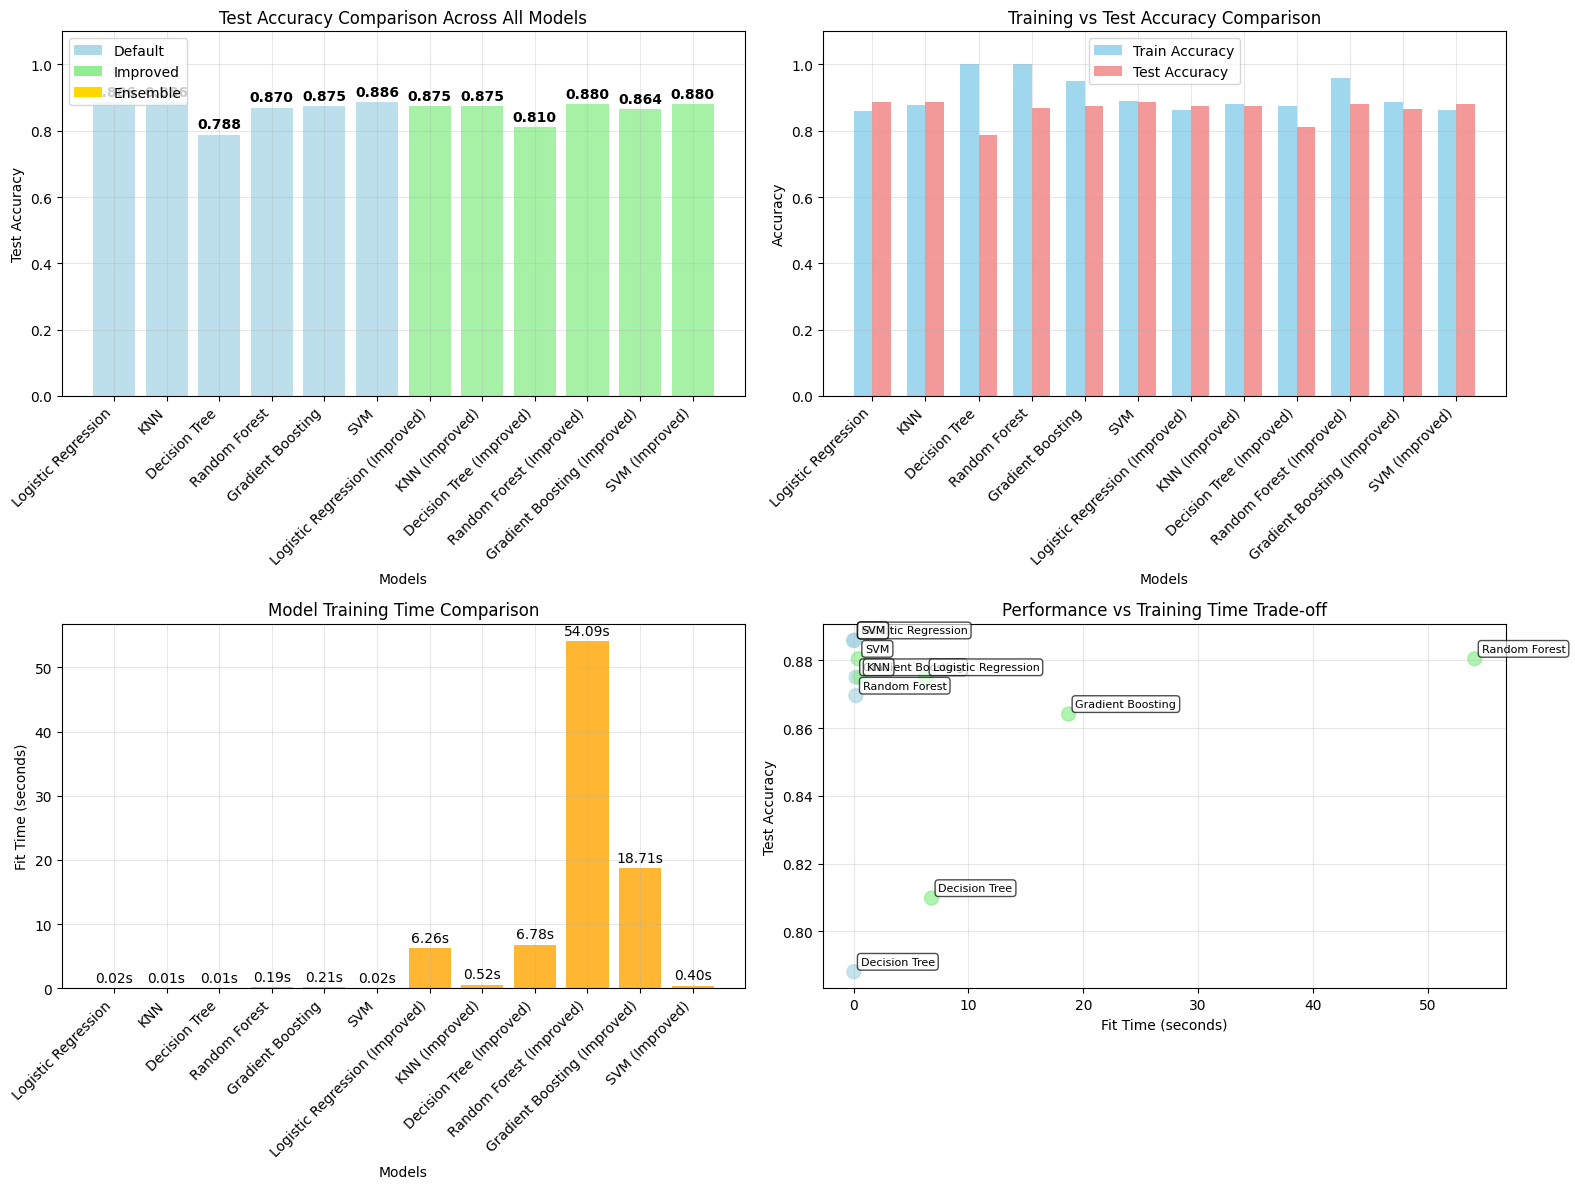 Test Accuracy Comparison Across All Models
Test Accuracy
1.0
0.8
0.6
0.4
0.2
0.0
Default
Improved
Ensemble
0.788
0.870
0.875
0.886
0.875
0.875
0.810
0.880
0.864
0.880
Logistic Regression
KNN
Decision Tree
Random Forest
Gradient Boosting
SVM
Logistic Regression (Improved)
KNN (Improved)
Decision Tree (Improved)
Random Forest (Improved)
Gradient Boosting (Improved)
SVM (Improved)
Models
Training vs Test Accuracy Comparison
Accuracy
1.0
0.8
0.6
0.4
0.2
0.0
Train Accuracy
Test Accuracy
Logistic Regression
KNN
Decision Tree
Random Forest
Gradient Boosting
SVM
Logistic Regression (Improved)
KNN (Improved)
Decision Tree (Improved)
Random Forest (Improved)
Gradient Boosting (Improved)
SVM (Improved)
Models
Model Training Time Comparison
Fit Time (seconds)
50
40
30
20
10
0
0.02s
0.01s
0.01s
0.19s
0.21s
0.02s
6.26s
0.52s
6.78s
54.09s
18.71s
0.40s
Logistic Regression
KNN
Decision Tree
Random Forest
Gradient Boosting
SVM
Logistic Regression (Improved)
KNN (Improved)
Decision Tree (Improved)
Random Forest (Improved)
Gradient Boosting (Improved)
SVM (Improved)
Models
Performance vs Training Time Trade-off
Test Accuracy
0.88
0.86
0.84
0.82
0.80
SVM
Regression
SVM
KNN
Logistic Regression
Random Forest
Random Forest
Gradient Boosting
Decision Tree
Decision Tree
0
10
20
30
40
50
Fit Time (seconds)